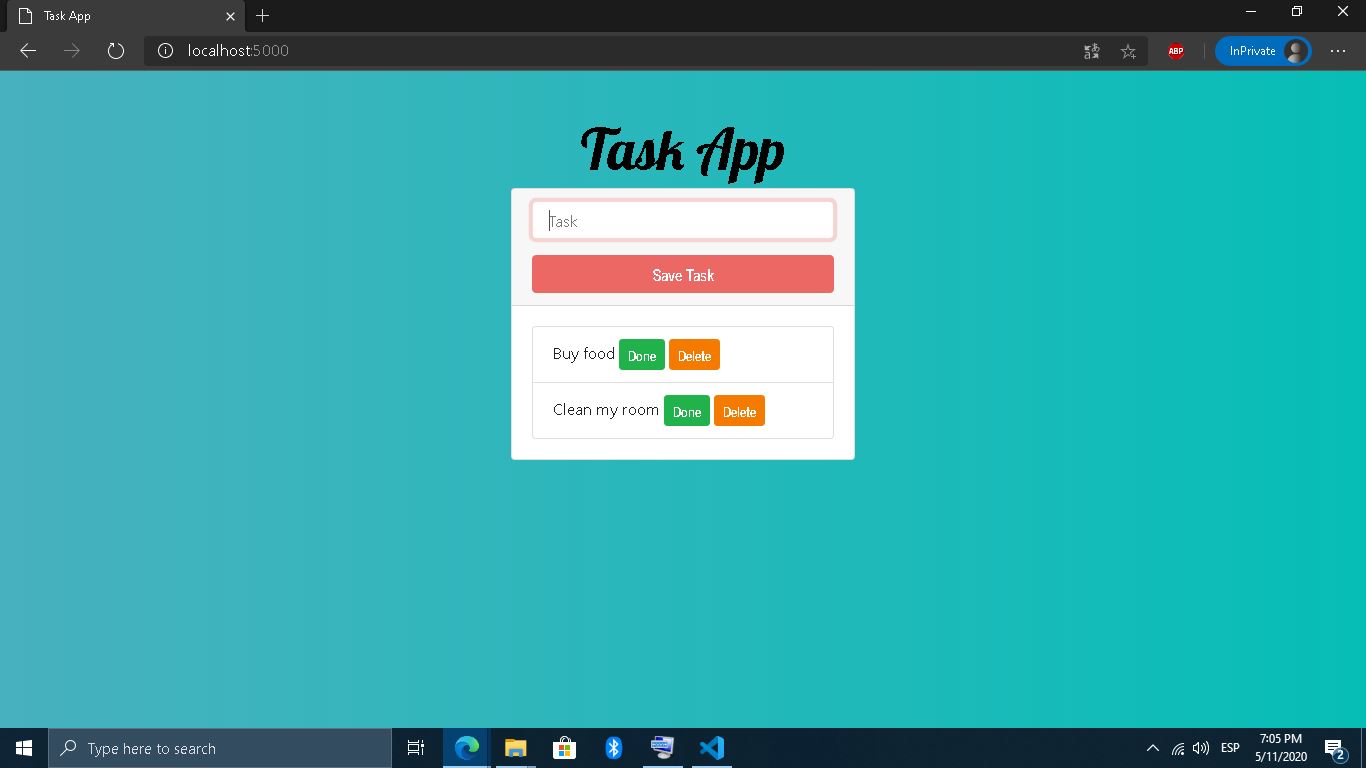 Task App
localhost:5000
ABP
InPrivate
Task App
Task
Save Task
Buy food Done Delete
Clean my room Done Delete
Type here to search
ESP
7:05 PM
5/11/2020
2